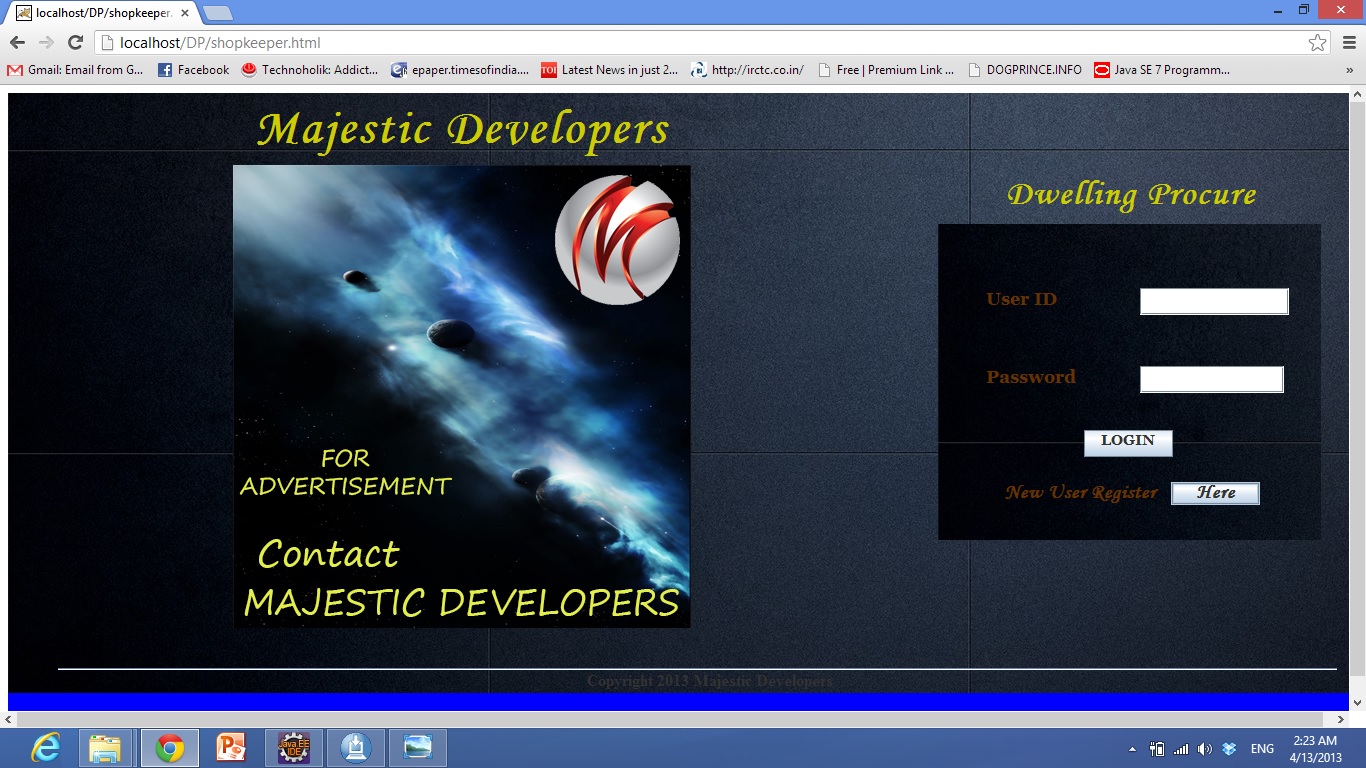 localhost/DP/shopkeeper.
localhost/DP/shopkeeper.html
Gmail: Email from G...
Facebook
Technoholik: Addict...
epaper.timesofindia....
TOI
Latest News in just 2...
http://irctc.co.in/
Free | Premium Link ...
DOGPRINCE.INFO
Java SE 7 Programm...
»
Majestic Developers
Dwelling Procure
User ID
Password
LOGIN
New User Register Here
FOR
ADVERTISEMENT
Contact
MAJESTIC DEVELOPERS
Copyright 2013 Majestic Developers
Java EE
IDE
ENG
2:23 AM
4/13/2013